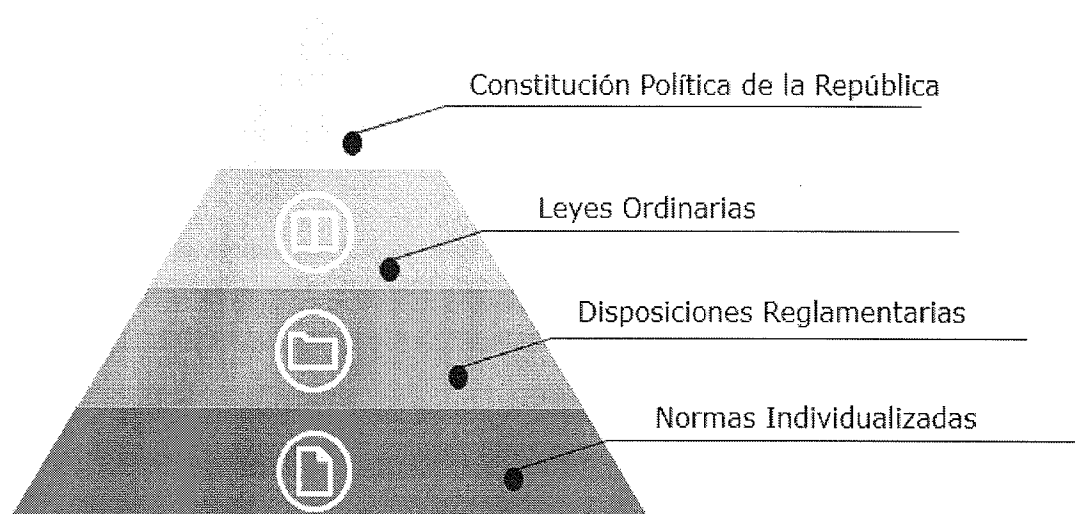 Constitución Política de la República
Leyes Ordinarias
Disposiciones Reglamentarias
Normas Individualizadas